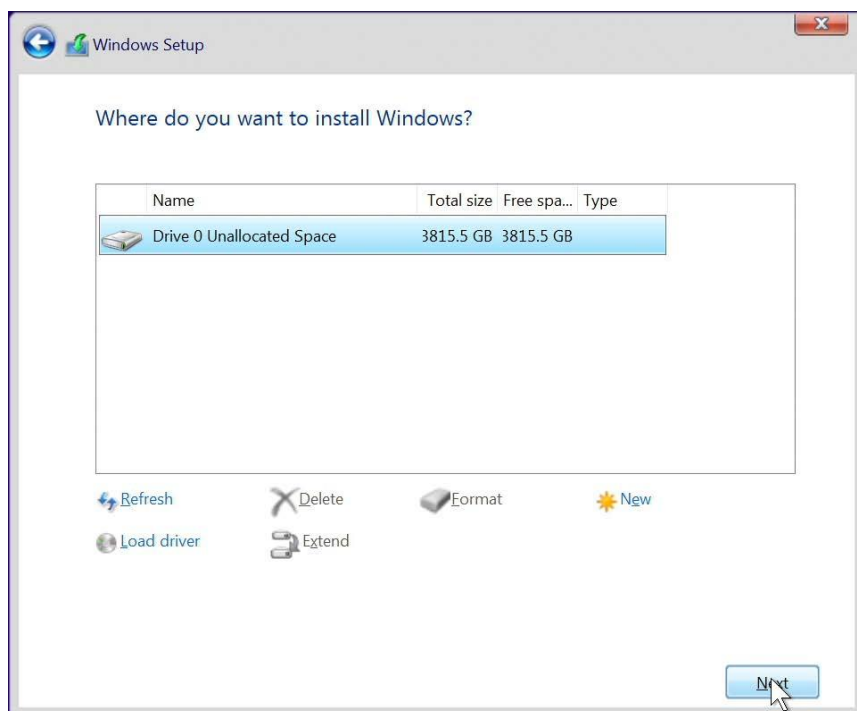 Windows Setup
Where do you want to install Windows?
Name Total size Free spa... Type
Drive 0 Unallocated Space 3815.5 GB 3815.5 GB
Refresh Delete Format New
Load driver Extend
Next